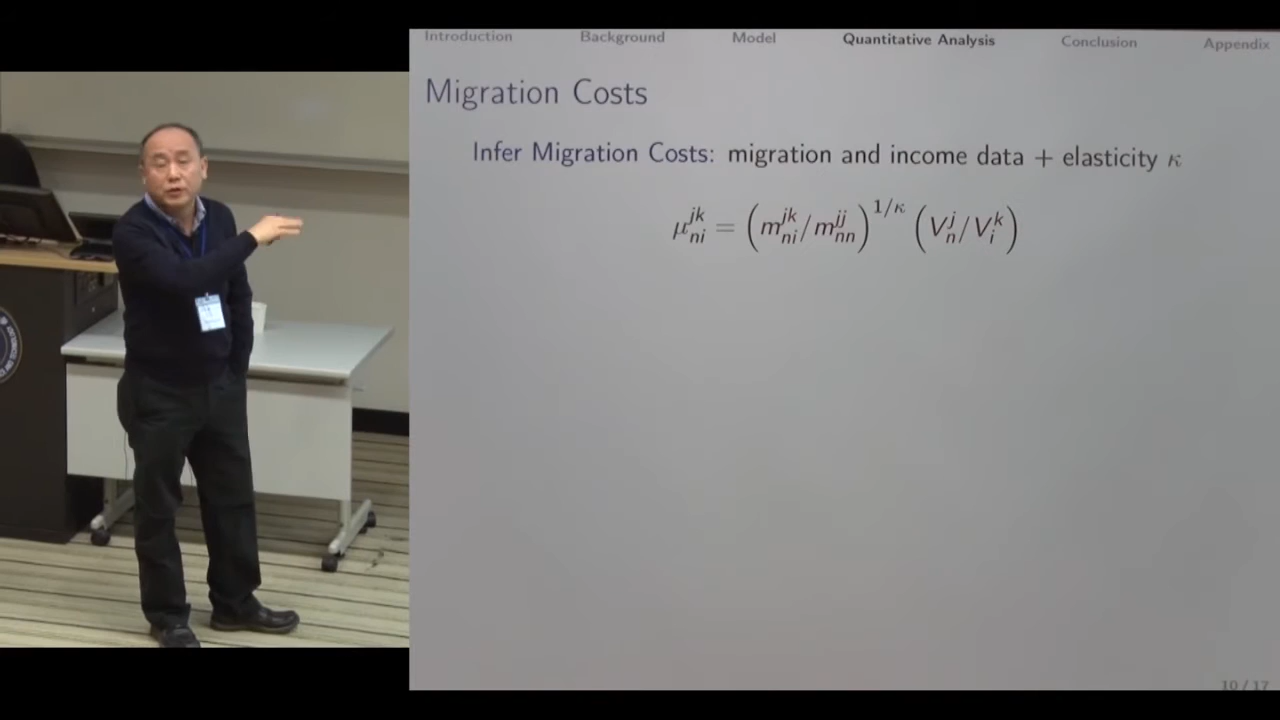 Introduction Background Model Quantitative Analysis Conclusion Appendix
Migration Costs
Infer Migration Costs: migration and income data + elasticity κ
μ_{ni}^{jk} = (m_{ni}^{jk}/m_{nn}^{jj})^{1/κ} (V_n^j/V_i^k)
10 / 17